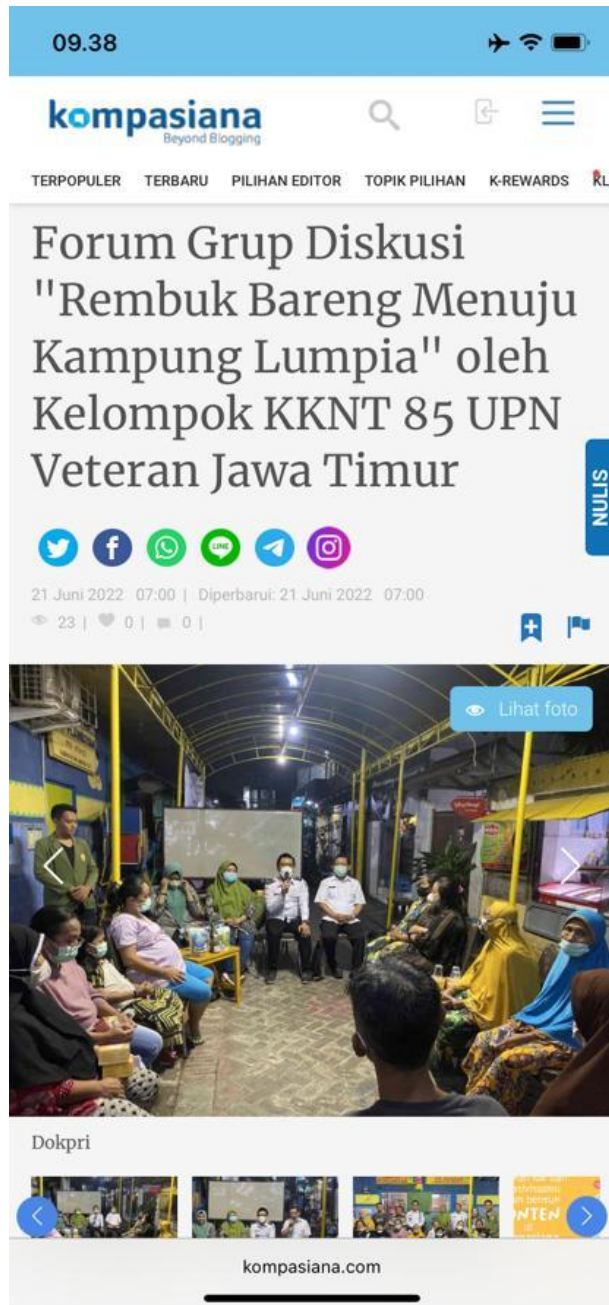 09.38
kompasiana
Beyond Blogging
TERPOPULER TERBARU PILIHAN EDITOR TOPIK PILIHAN K-REWARDS KL
Forum Grup Diskusi
"Rembuk Bareng Menuju
Kampung Lumpia" oleh
Kelompok KKNT 85 UPN
Veteran Jawa Timur
NULIS
LINE
21 Juni 2022 07:00 | Diperbarui: 21 Juni 2022 07:00
23 | 0 | 0 |
Lihat foto
Dokpri
kompasiana.com